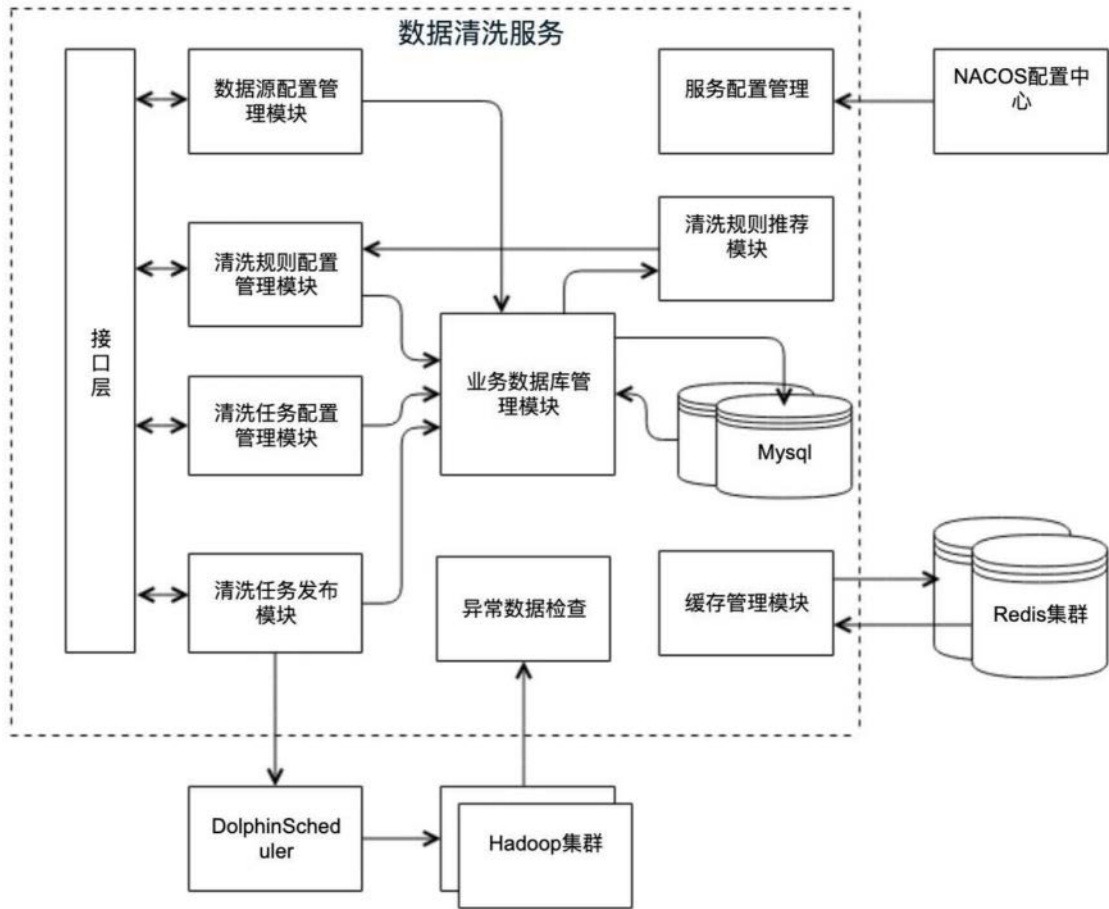 数据清洗服务
数据源配置管
理模块
服务配置管理
NACOS配置中
心
清洗规则推荐
模块
清洗规则配置
管理模块
接
口
层
业务数据库管
理模块
清洗任务配置
管理模块
Mysql
清洗任务发布
模块
异常数据检查
缓存管理模块
Redis集群
DolphinSched
uler
Hadoop集群